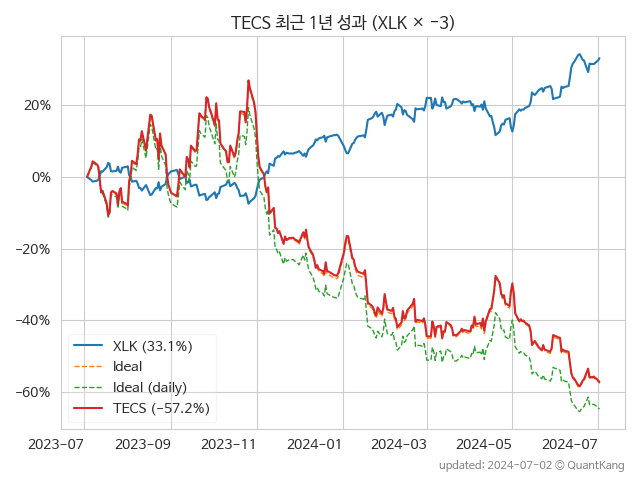 TECS 최근 1년 성과 (XLK × −3)
20%
0%
−20%
−40%
−60%
XLK (33.1%)
Ideal
Ideal (daily)
TECS (−57.2%)
2023−07
2023−09
2023−11
2024−01
2024−03
2024−05
2024−07
updated: 2024-07-02 © QuantKang